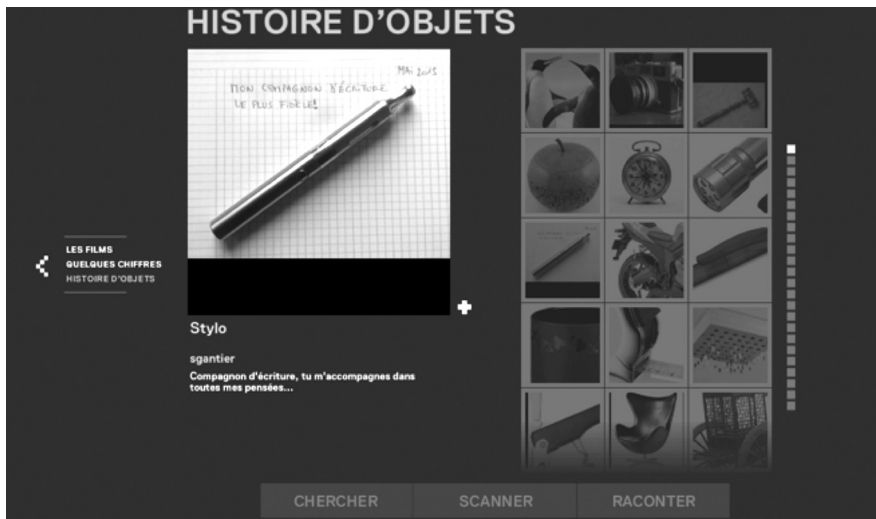 HISTOIRE D'OBJETS
MAi 2015
MON COMPAGNON D'ÉCRITURE
LE PLUS FIDÈLE!
LES FILMS
QUELQUES CHIFFRES
HISTOIRE D'OBJETS
Stylo
sgantier
Compagnon d'écriture, tu m'accompagnes dans
toutes mes pensées...
CHERCHER
SCANNER
RACONTER